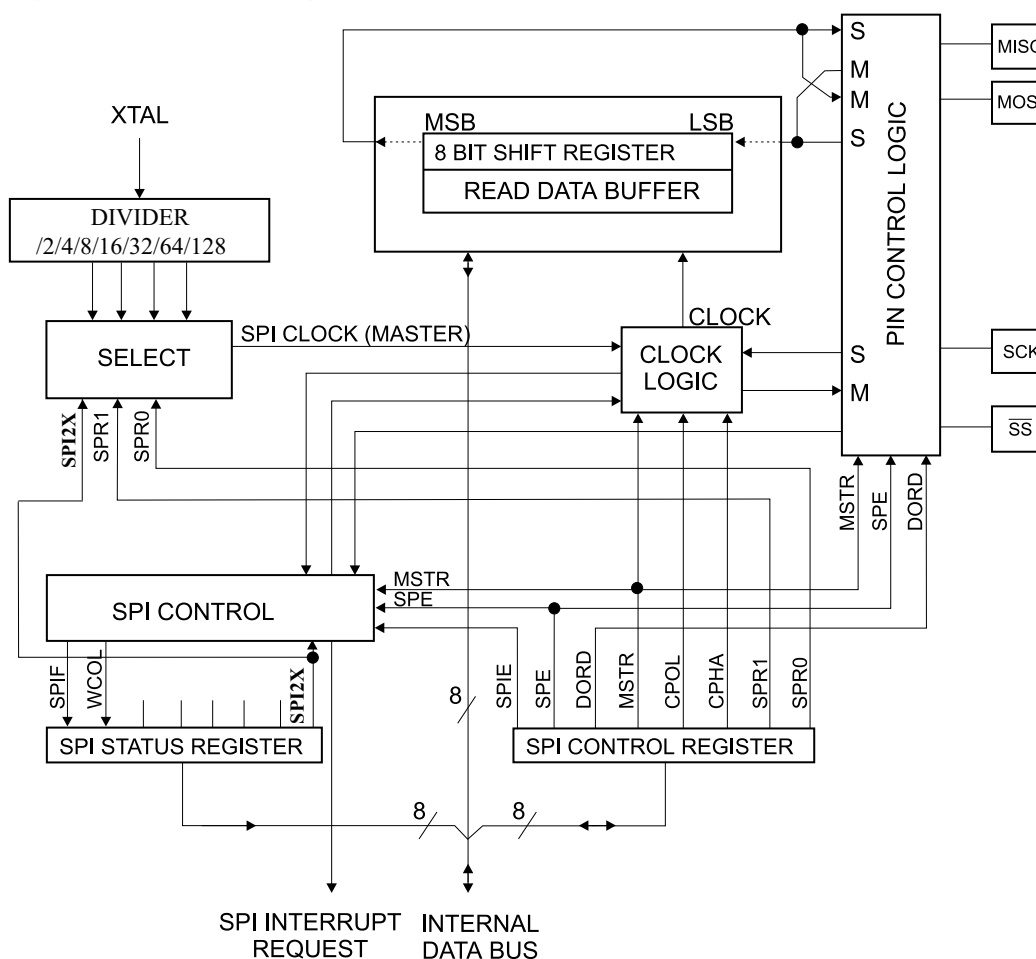 S
MISO
M
XTAL
MSB
LSB
M
MOSI
8 BIT SHIFT REGISTER
S
READ DATA BUFFER
DIVIDER
/2/4/8/16/32/64/128
PIN CONTROL LOGIC
CLOCK
SPI CLOCK (MASTER)
SELECT
CLOCK
LOGIC
S
SCK
M
SPI2X
SPR1
SPR0
SS
MSTR
SPE
DORD
MSTR
SPE
SPI CONTROL
SPIF
WCOL
SPI2X
8
SPIE
SPE
DORD
MSTR
CPOL
CPHA
SPR1
SPR0
SPI STATUS REGISTER
SPI CONTROL REGISTER
8
8
SPI INTERRUPT
REQUEST
INTERNAL
DATA BUS